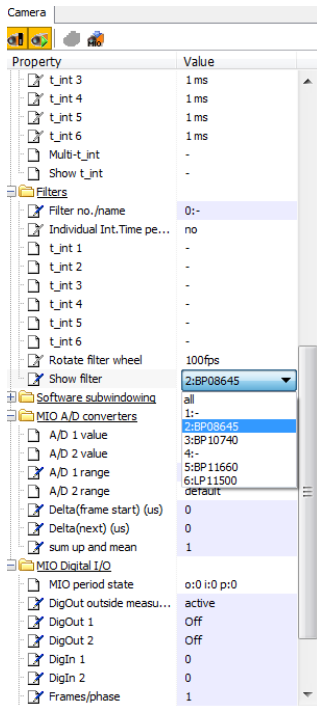 Camera
Property Value
t_int 3 1 ms
t_int 4 1 ms
t_int 5 1 ms
t_int 6 1 ms
Multi-t_int -
Show t_int -
Filters
Filter no./name 0:-
Individual Int.Time pe... no
t_int 1 -
t_int 2 -
t_int 3 -
t_int 4 -
t_int 5 -
t_int 6 -
Rotate filter wheel 100fps
Show filter 2:BP08645
Software subwindowing all
1:-
MIO A/D converters
2:BP08645
A/D 1 value 3:BP10740
A/D 2 value 4:-
A/D 1 range 5:BP11660
6:LP11500
A/D 2 range default
Delta(frame start) (us) 0
Delta(next) (us) 0
sum up and mean 1
MIO Digital I/O
MIO period state o:0 i:0 p:0
DigOut outside measu... active
DigOut 1 Off
DigOut 2 Off
DigIn 1 0
DigIn 2 0
Frames/phase 1